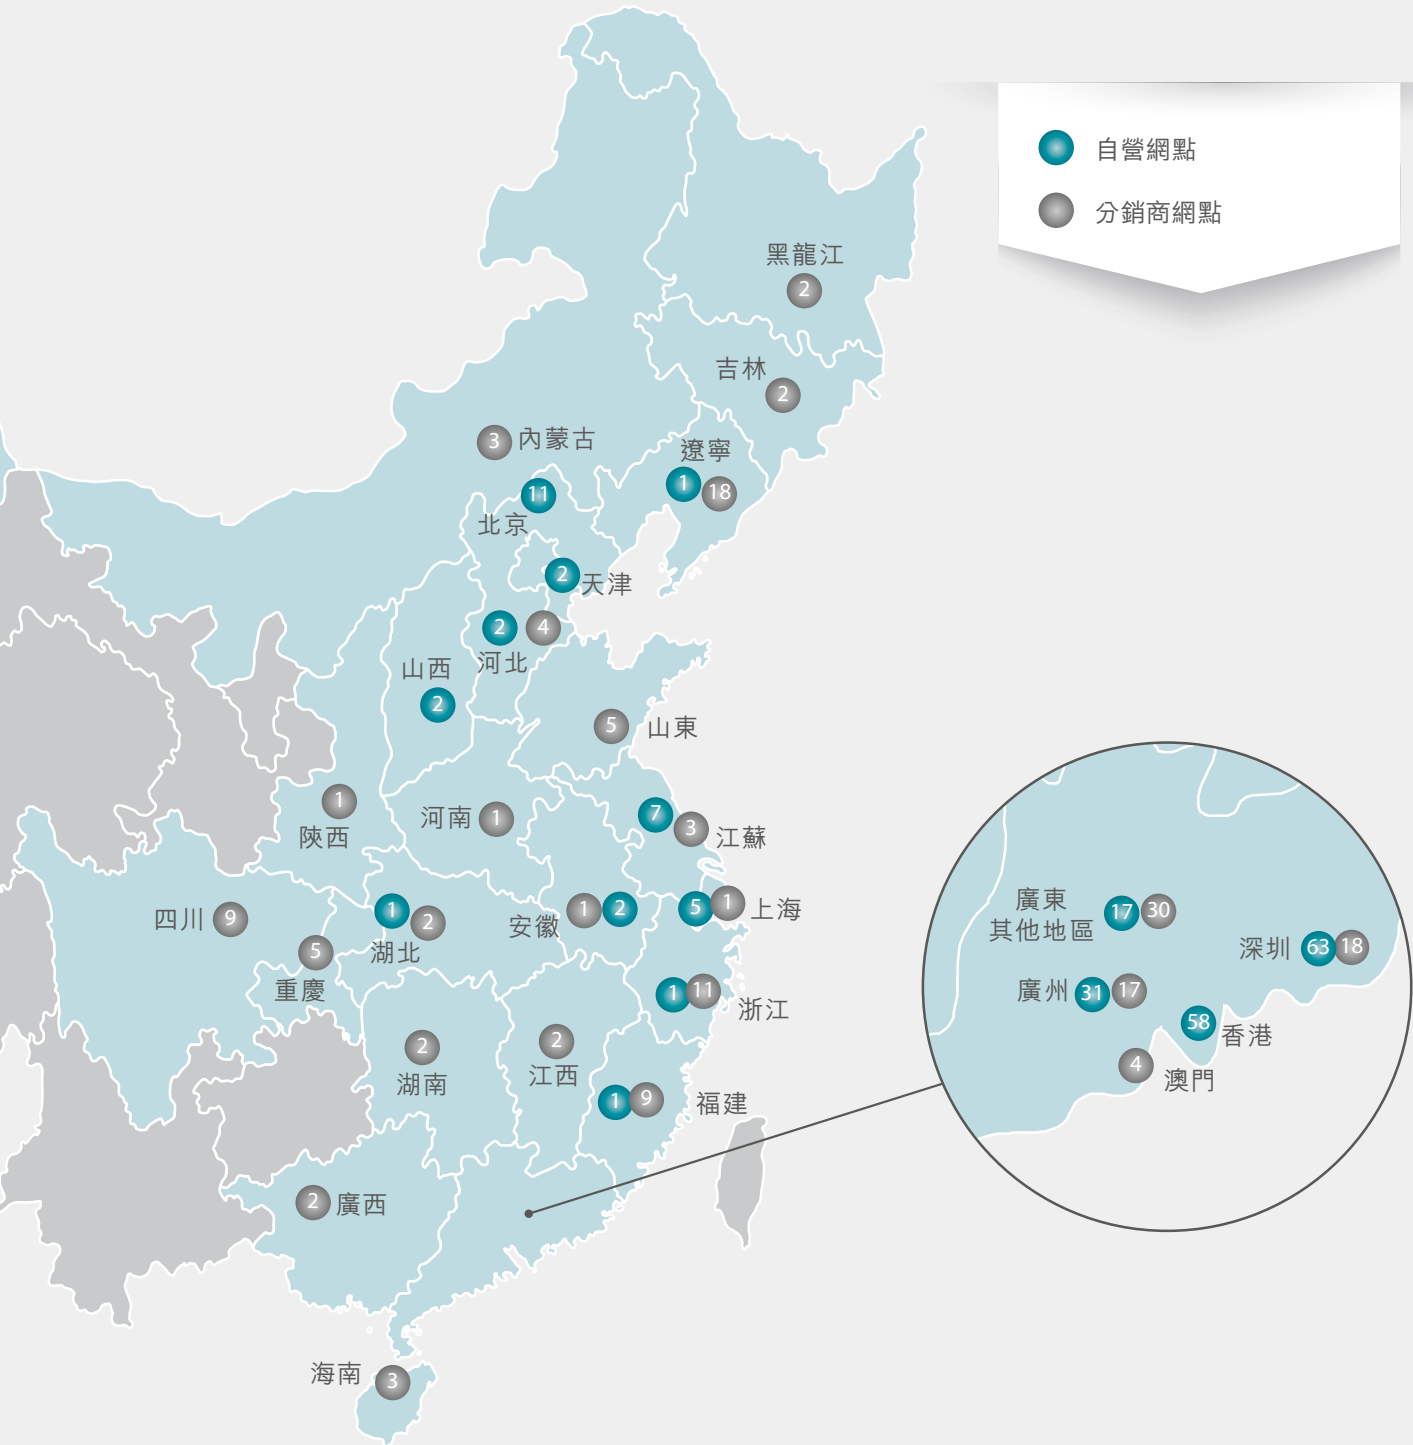 自營網點
分銷商網點
黑龍江
2
吉林
2
3 內蒙古
遼寧
1 18
11
北京
2 天津
2 4
河北
山西
2
5 山東
1
陝西
河南 1
7 3 江蘇
四川 9
5
重慶
1 2
湖北
安徽 1 2
5 1 上海
1 11 浙江
2
湖南
2
江西
1 9 福建
2 廣西
海南 3
廣東
其他地區 17 30
深圳 63 18
廣州 31 17
58 香港
4 澳門